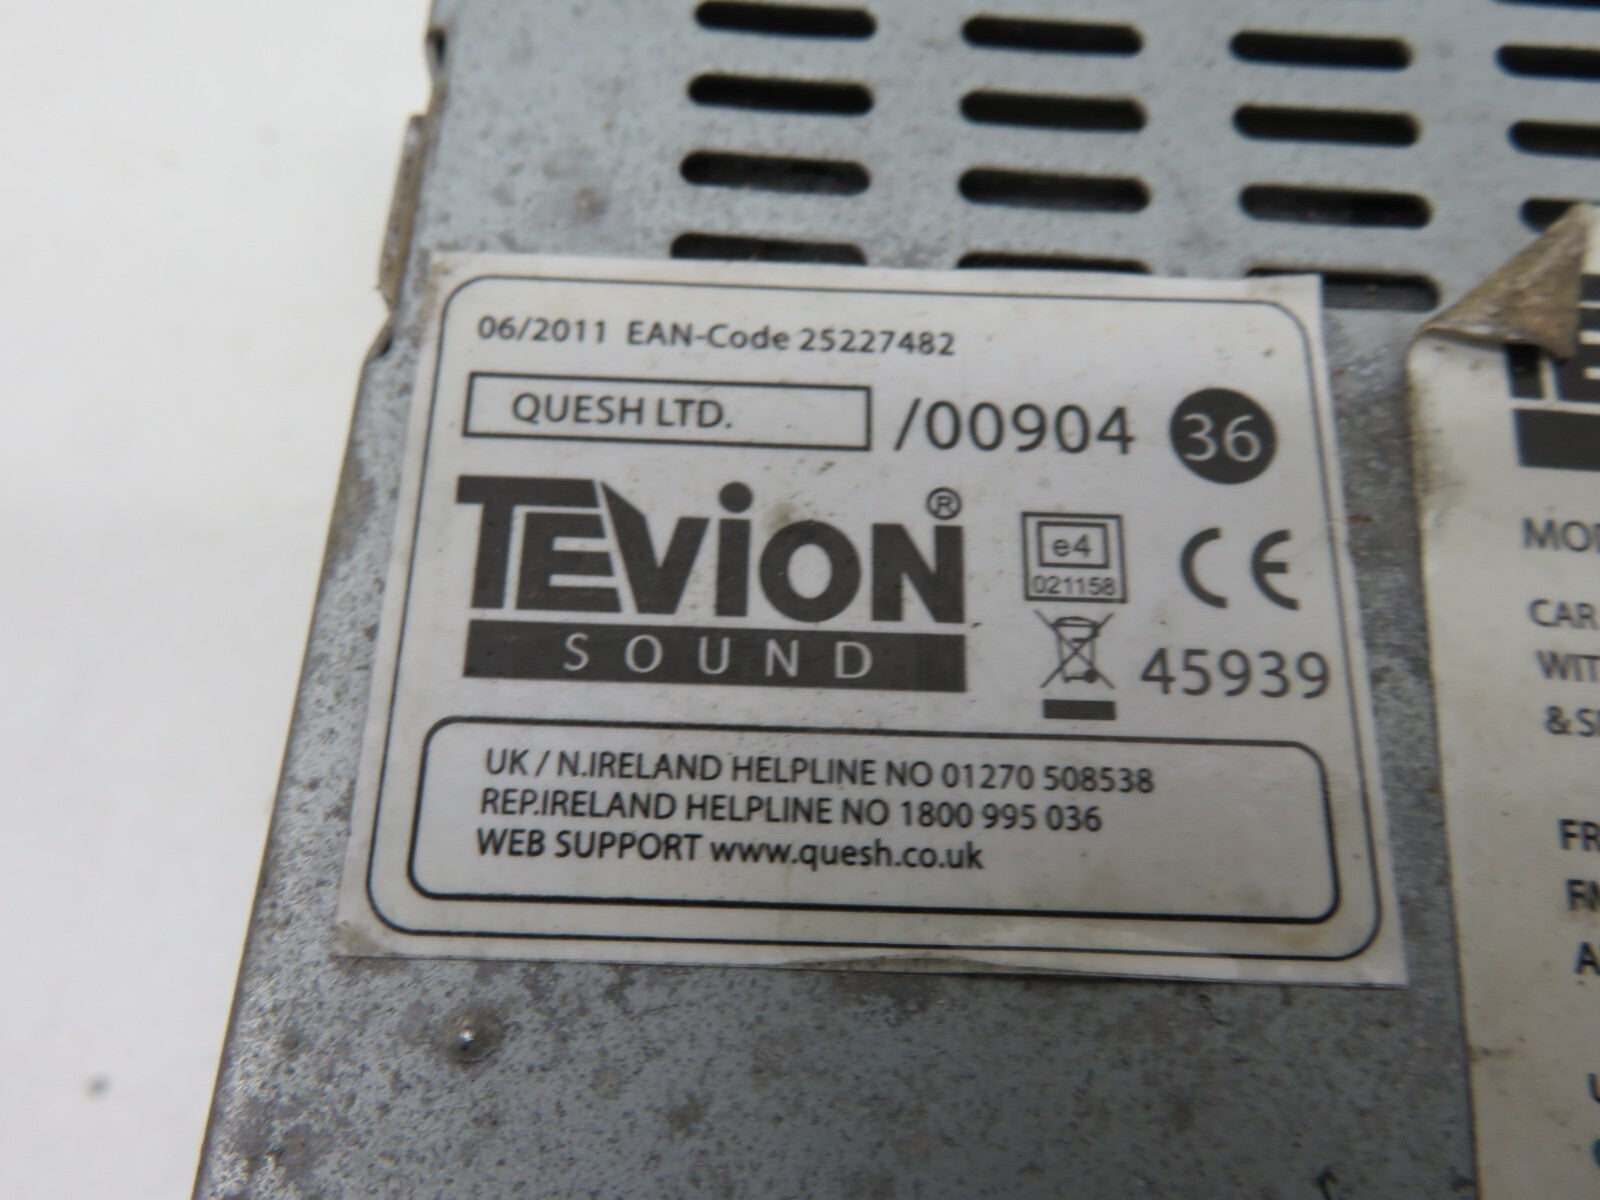 06/2011 EAN-Code 25227482
QUESH LTD. /00904 36
TEViON®
SOUND
e4
021158
CE
45939
UK / N.IRELAND HELPLINE NO 01270 508538
REP.IRELAND HELPLINE NO 1800 995 036
WEB SUPPORT www.quesh.co.uk
CAR